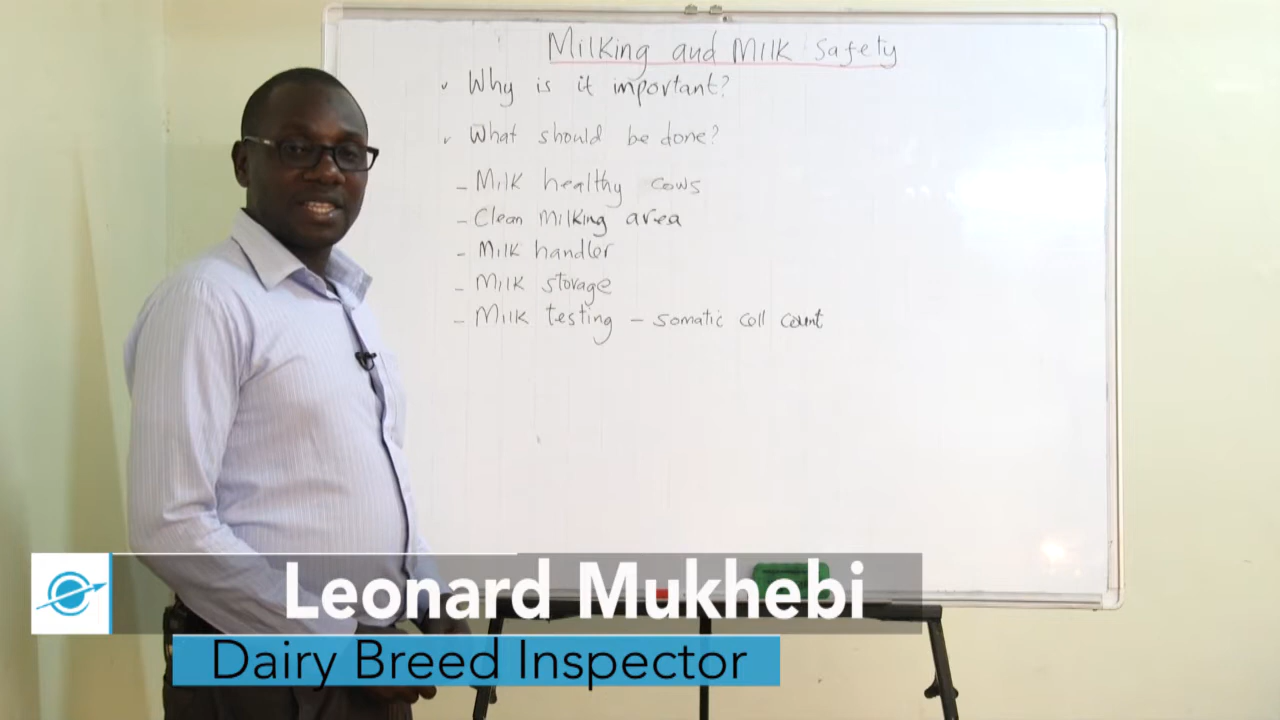 Milking and Milk Safety
✓ Why is it important?
✓ What should be done?
- Milk healthy cows
- Clean Milking area
- Milk handler
- Milk storage
- Milk testing - somatic cell count
Leonard Mukhebi
Dairy Breed Inspector